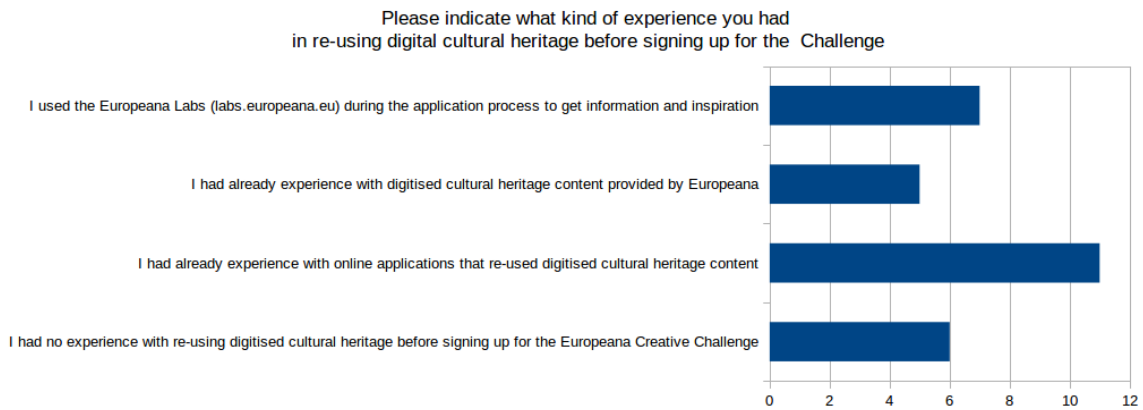 Please indicate what kind of experience you had
in re-using digital cultural heritage before signing up for the Challenge
I used the Europeana Labs (labs.europeana.eu) during the application process to get information and inspiration
I had already experience with digitised cultural heritage content provided by Europeana
I had already experience with online applications that re-used digitised cultural heritage content
I had no experience with re-using digitised cultural heritage before signing up for the Europeana Creative Challenge
0 2 4 6 8 10 12